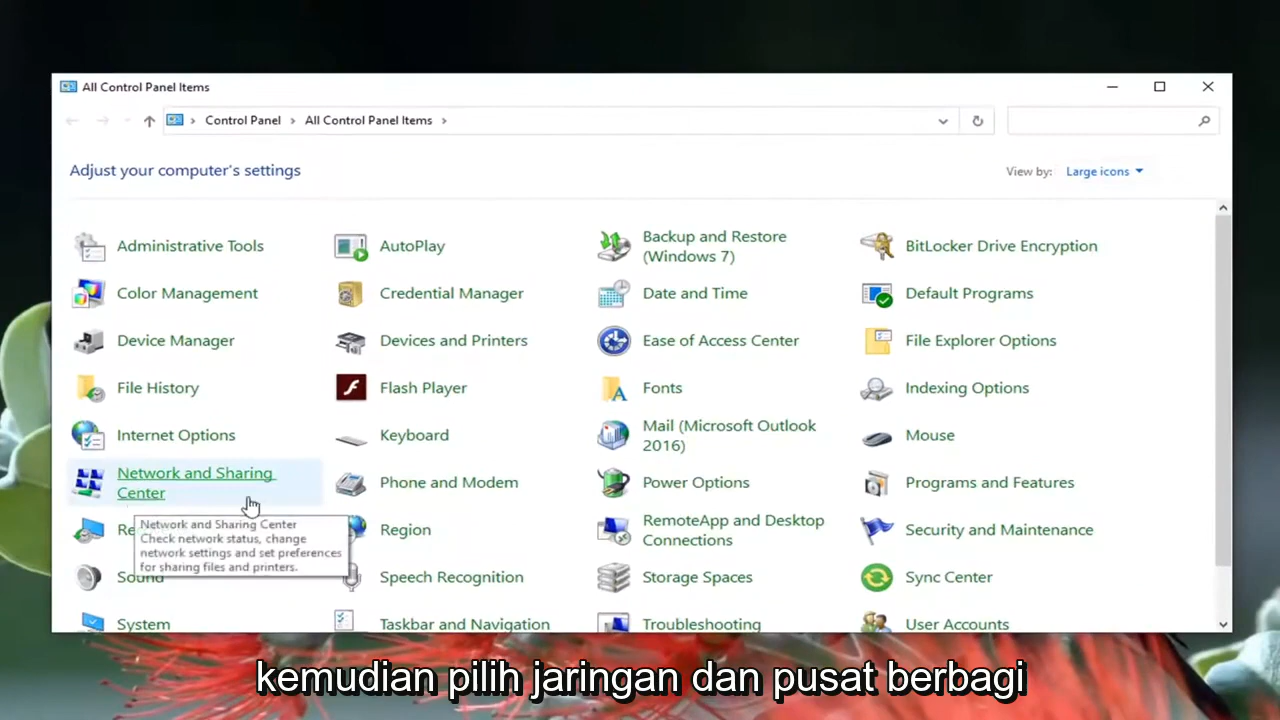 All Control Panel Items
Control Panel
All Control Panel Items
Adjust your computer's settings
View by: Large icons
Administrative Tools
AutoPlay
Backup and Restore
(Windows 7)
BitLocker Drive Encryption
Color Management
Credential Manager
Date and Time
Default Programs
Device Manager
Devices and Printers
Ease of Access Center
File Explorer Options
File History
Flash Player
Fonts
Indexing Options
Internet Options
Keyboard
Mail (Microsoft Outlook
2016)
Mouse
Network and Sharing
Center
Phone and Modem
Power Options
Programs and Features
Network and Sharing Center
Check network status, change
network settings and set preferences
for sharing files and printers.
Region
RemoteApp and Desktop
Connections
Security and Maintenance
Sound
Speech Recognition
Storage Spaces
Sync Center
System
Taskbar and Navigation
Troubleshooting
User Accounts
kemudian pilih jaringan dan pusat berbagi